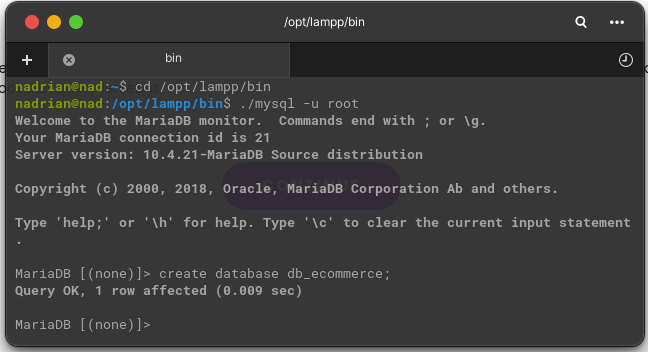 /opt/lampp/bin
bin
nadrian@nad:~$ cd /opt/lampp/bin
nadrian@nad:/opt/lampp/bin$ ./mysql -u root
Welcome to the MariaDB monitor.  Commands end with ; or \g.
Your MariaDB connection id is 21
Server version: 10.4.21-MariaDB Source distribution
Copyright (c) 2000, 2018, Oracle, MariaDB Corporation Ab and others.
Type 'help;' or '\h' for help. Type '\c' to clear the current input statement
.
MariaDB [(none)]> create database db_ecommerce;
Query OK, 1 row affected (0.009 sec)
MariaDB [(none)]>